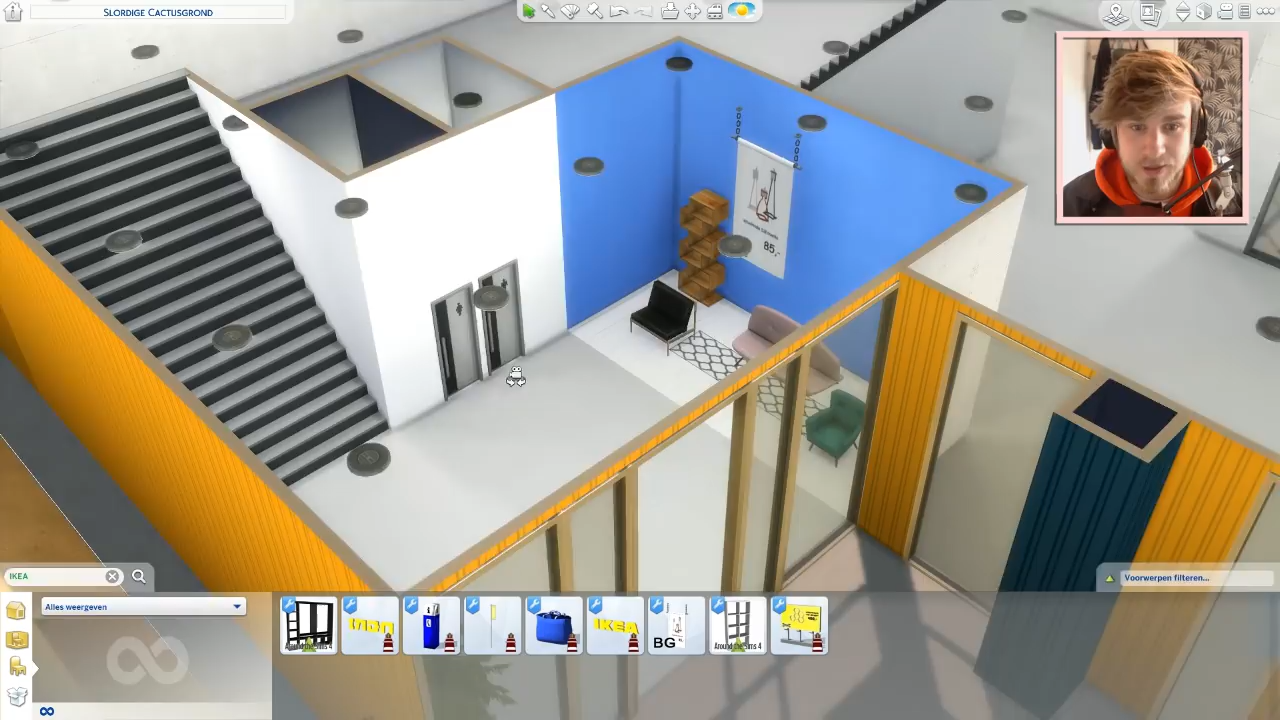 SLORDIGE CACTUSGROND
85,-
IKEA
Voorwerpen filteren...
Alles weergeven
Around the Sims 4
IKEA
BG
Around the Sims 4